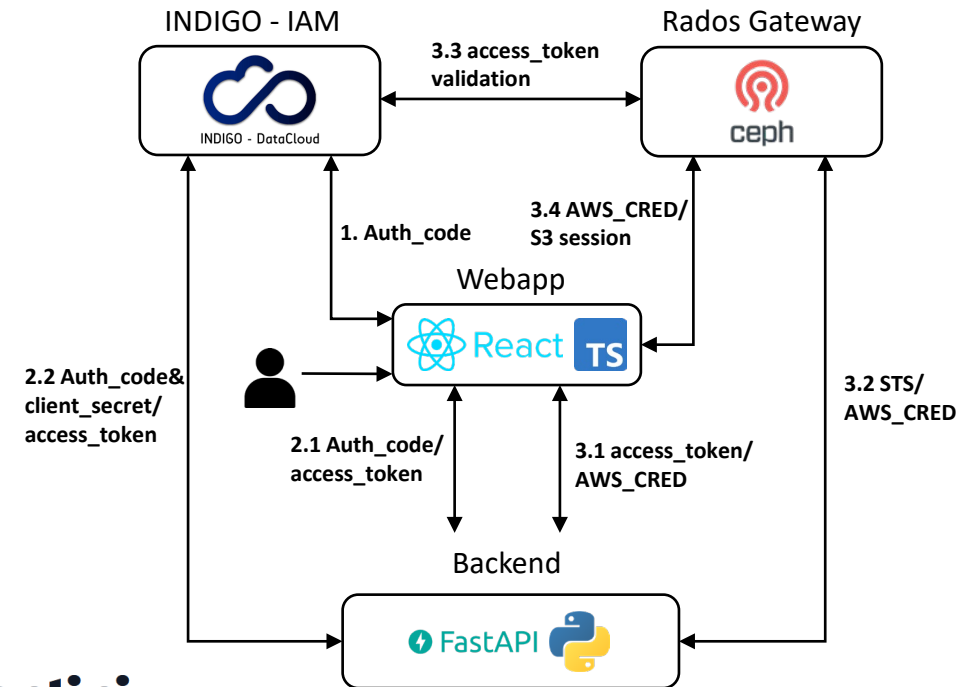 INDIGO - IAM
Rados Gateway
3.3 access_token
validation
INDIGO - DataCloud
ceph
3.4 AWS_CRED/
S3 session
1. Auth_code
Webapp
React
TS
2.2 Auth_code&
client_secret/
access_token
3.2 STS/
AWS_CRED
2.1 Auth_code/
access_token
3.1 access_token/
AWS_CRED
Backend
FastAPI